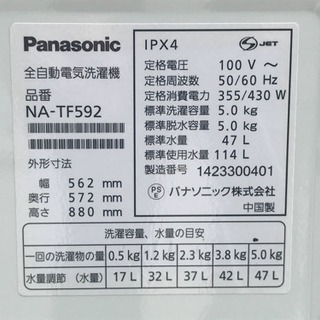 Panasonic
全自動電気洗濯機
品番
NA-TF592
外形寸法
幅 562 mm
奥行 572 mm
高さ 880 mm
IPX4
S JET
定格電圧 100 V～
定格周波数 50/60 Hz
定格消費電力 355/430 W
標準洗濯容量 5.0 kg
標準脱水容量 5.0 kg
標準水量 47 L
標準使用水量 114 L
製造番号 1423300401
PS E パナソニック株式会社
中国製
洗濯容量、水量の目安
一回の洗濯物の量 0.5 kg 1.2 kg 2.3 kg 3.8 kg 5.0 kg
水量調節 (水量) 17 L 32 L 37 L 42 L 47 L